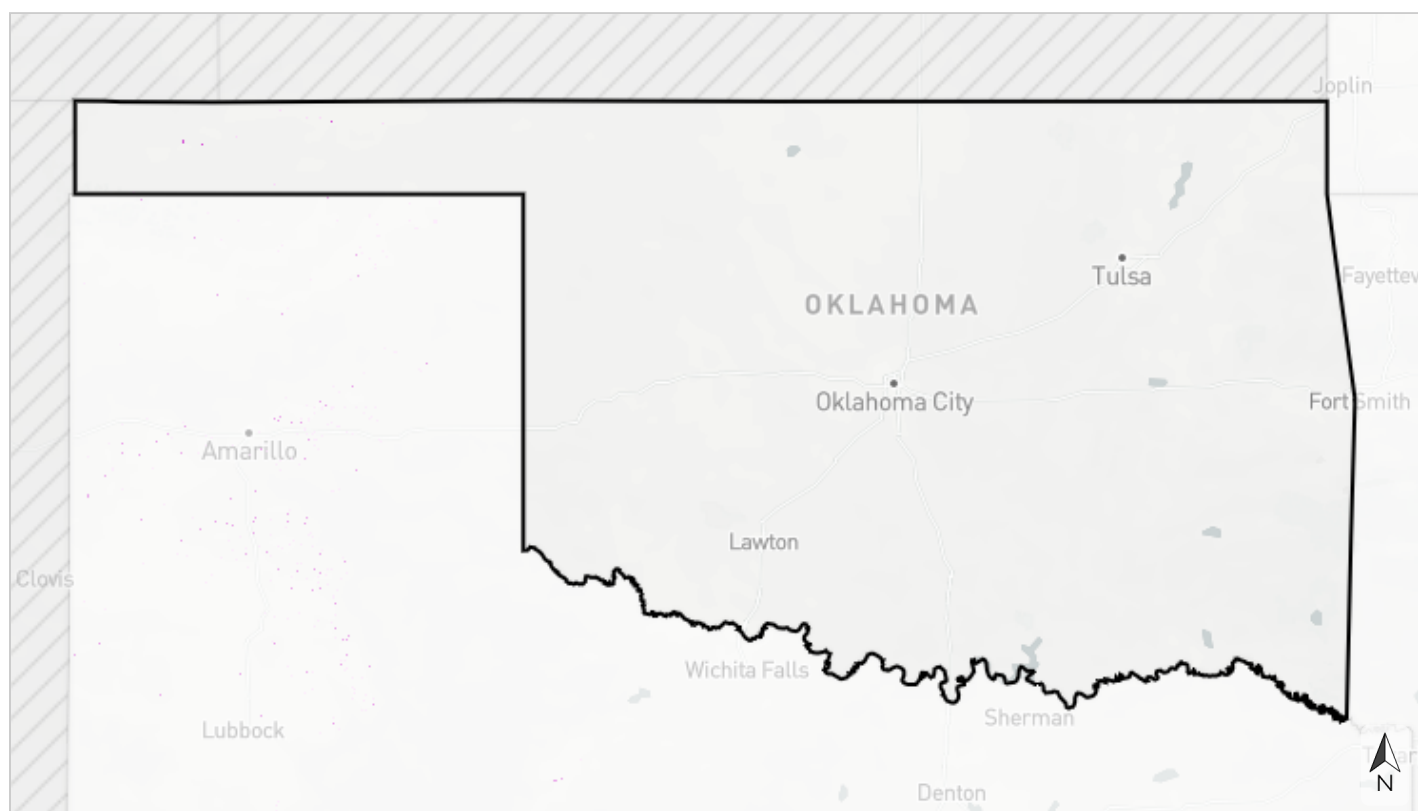 Joplin
Tulsa
Fayettev
OKLAHOMA
Oklahoma City
Fort Smith
Amarillo
Lawton
Clovis
Wichita Falls
Sherman
Lubbock
Denton
N